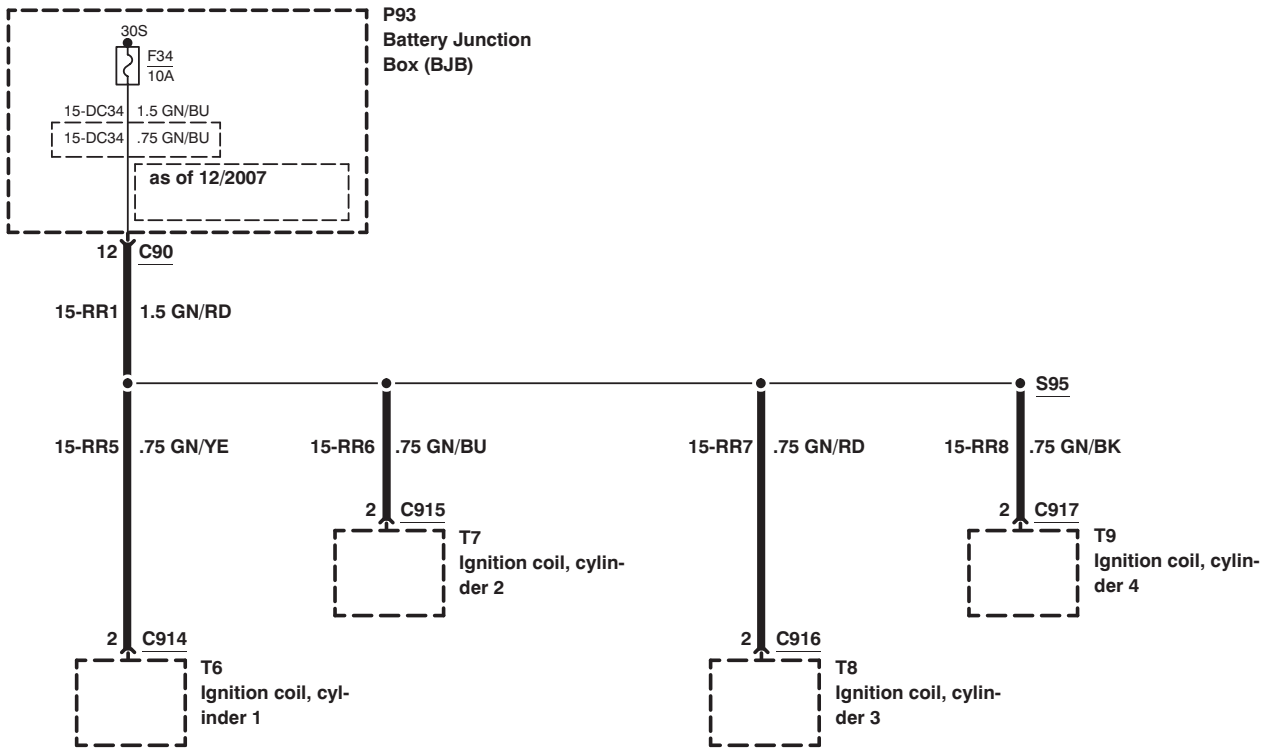 P93
Battery Junction
Box (BJB)
30S
F34
10A
15-DC34 1.5 GN/BU
15-DC34 .75 GN/BU
as of 12/2007
12 C90
15-RR1 1.5 GN/RD
S95
15-RR5 .75 GN/YE
15-RR6 .75 GN/BU
15-RR7 .75 GN/RD
15-RR8 .75 GN/BK
2 C915
T7
Ignition coil, cylin-
der 2
2 C917
T9
Ignition coil, cylin-
der 4
2 C914
T6
Ignition coil, cyl-
inder 1
2 C916
T8
Ignition coil, cylin-
der 3